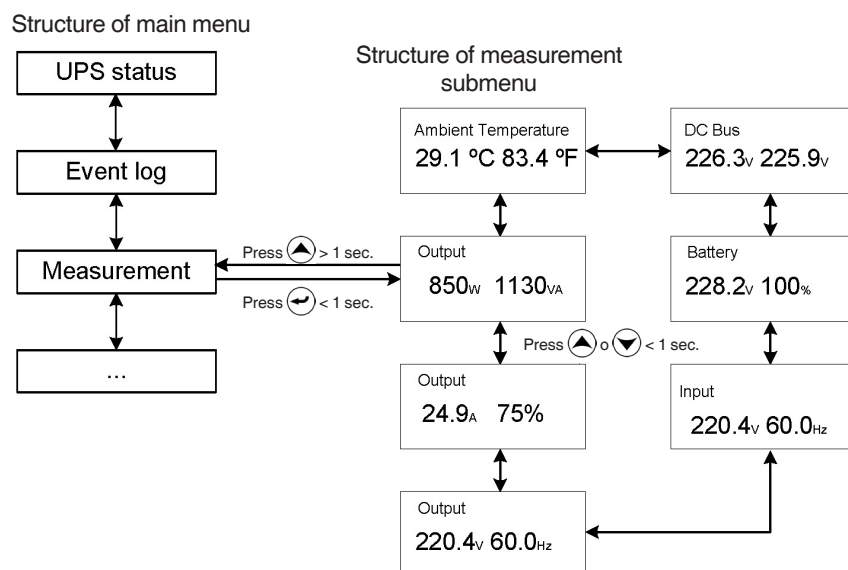 Structure of main menu
UPS status
Event log
Measurement
...
Press > 1 sec.
Press < 1 sec.
Structure of measurement
submenu
Ambient Temperature
29.1 ºC 83.4 ºF
Output
850W 1130VA
Press o < 1 sec.
Output
24.9A 75%
Output
220.4V 60.0Hz
DC Bus
226.3V 225.9V
Battery
228.2V 100%
Input
220.4V 60.0Hz